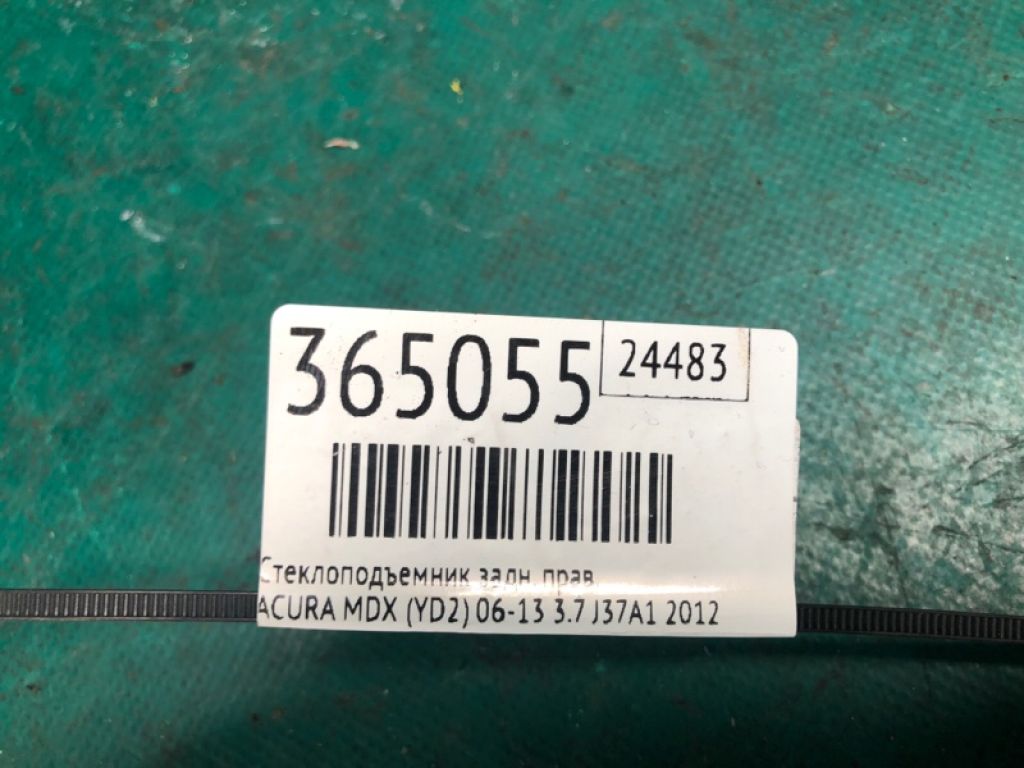 365055
24483
Стеклоподъемник задн. прав.
ACURA MDX (YD2) 06-13 3.7 J37A1 2012